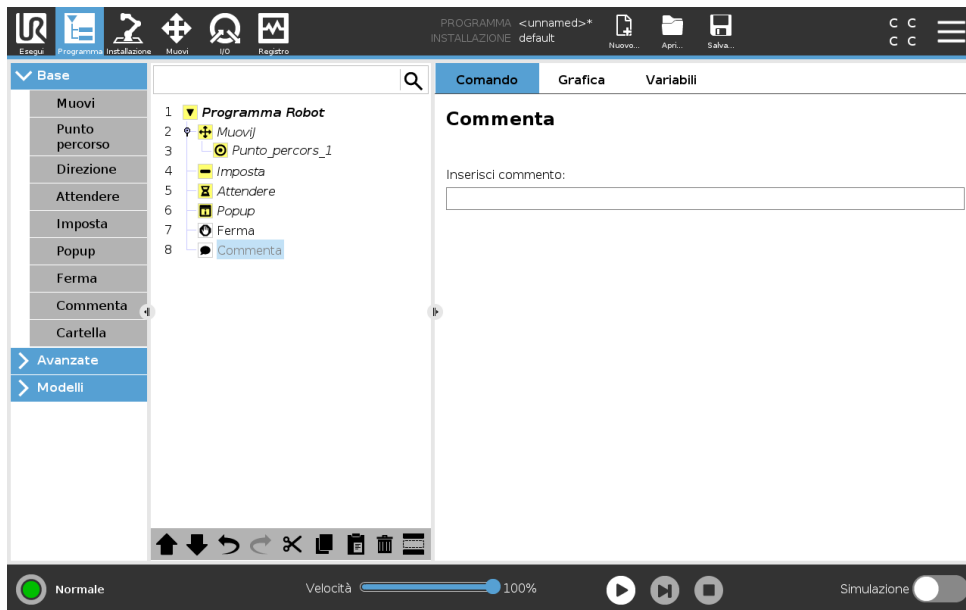 UR
Esegui
Programma
Installazione
Muovi
I/O
Registro
PROGRAMMA <unnamed>*
INSTALLAZIONE default
Nuovo...
Apri...
Salva...
C C
C C
Base
Muovi
Punto
percorso
Direzione
Attendere
Imposta
Popup
Ferma
Commenta
Cartella
Avanzate
Modelli
1 Programma Robot
2 MuoviJ
3 Punto_percors_1
4 Imposta
5 Attendere
6 Popup
7 Ferma
8 Commenta
Comando Grafica Variabili
Commenta
Inserisci commento:
Normale
Velocità 100%
Simulazione